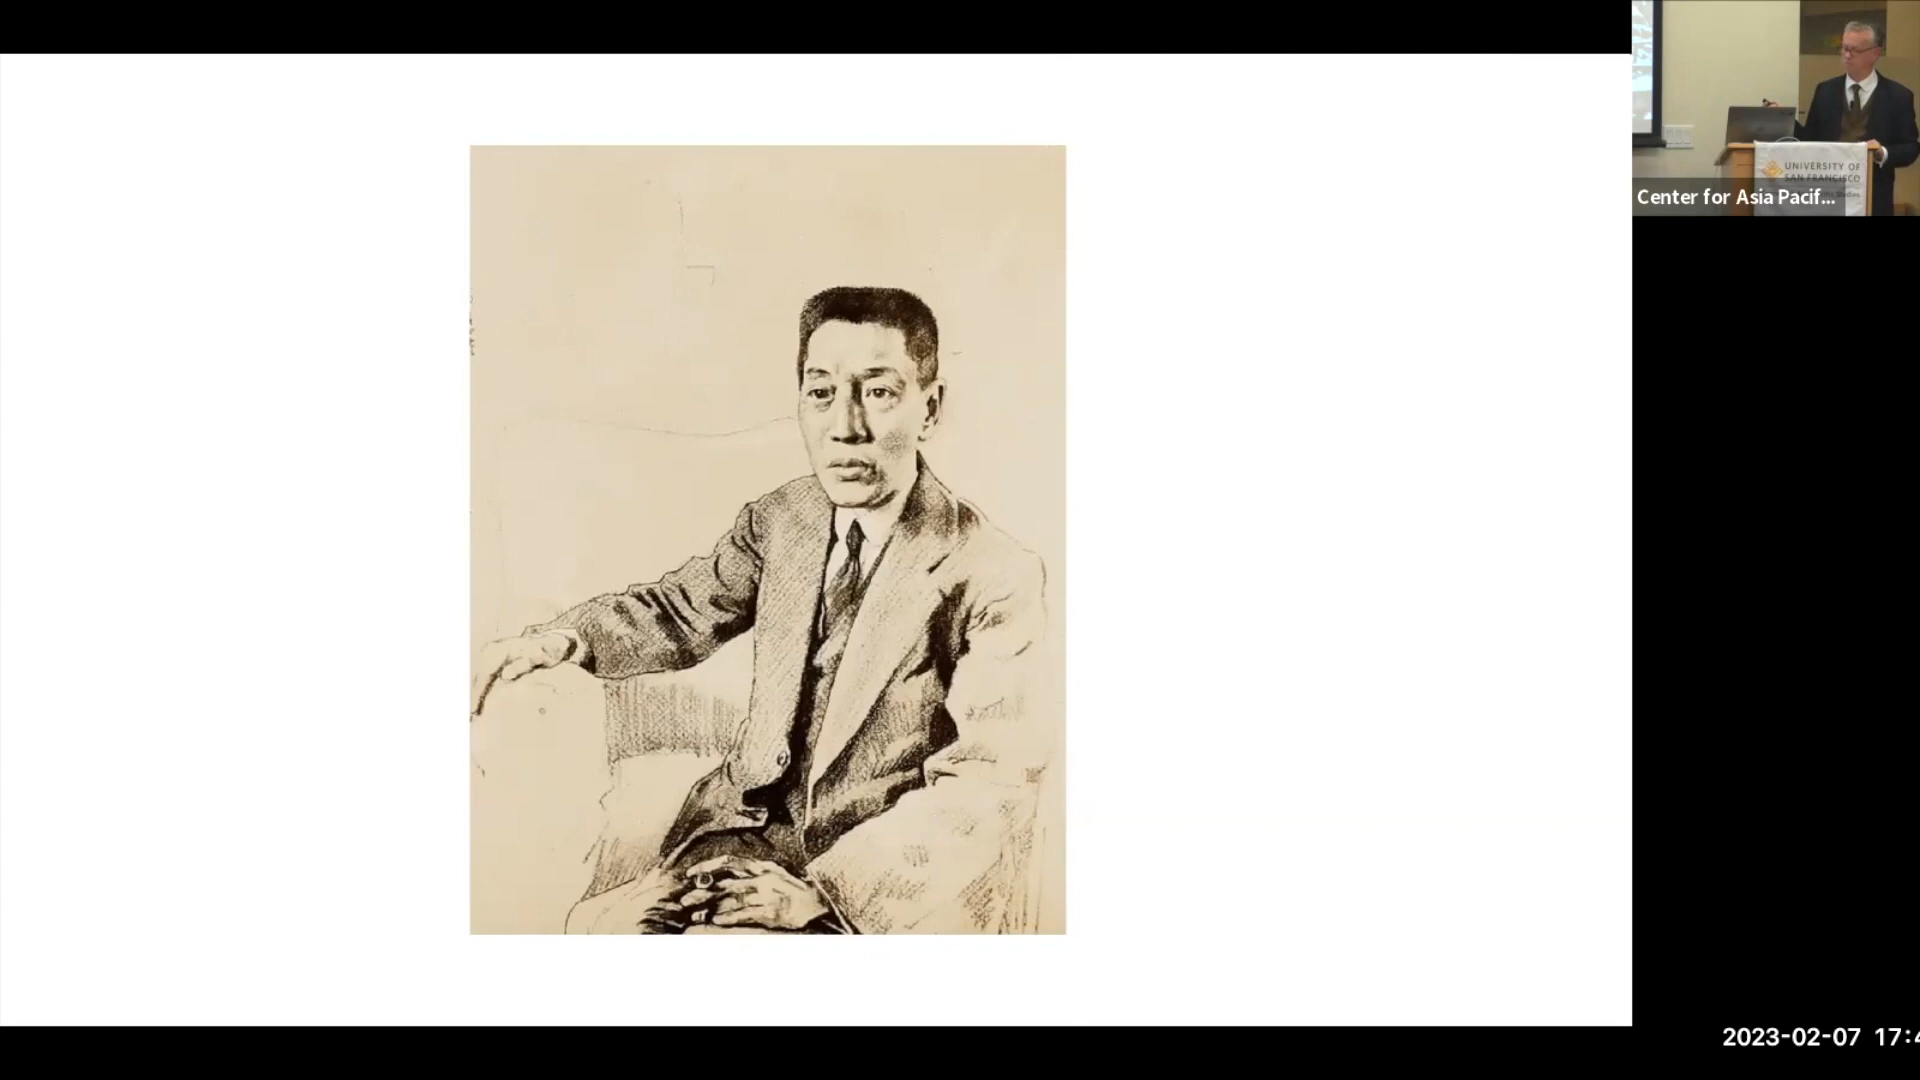 UNIVERSITY OF
SAN FRANCISCO
Center for Asia Pacif...
2023-02-07 17:4